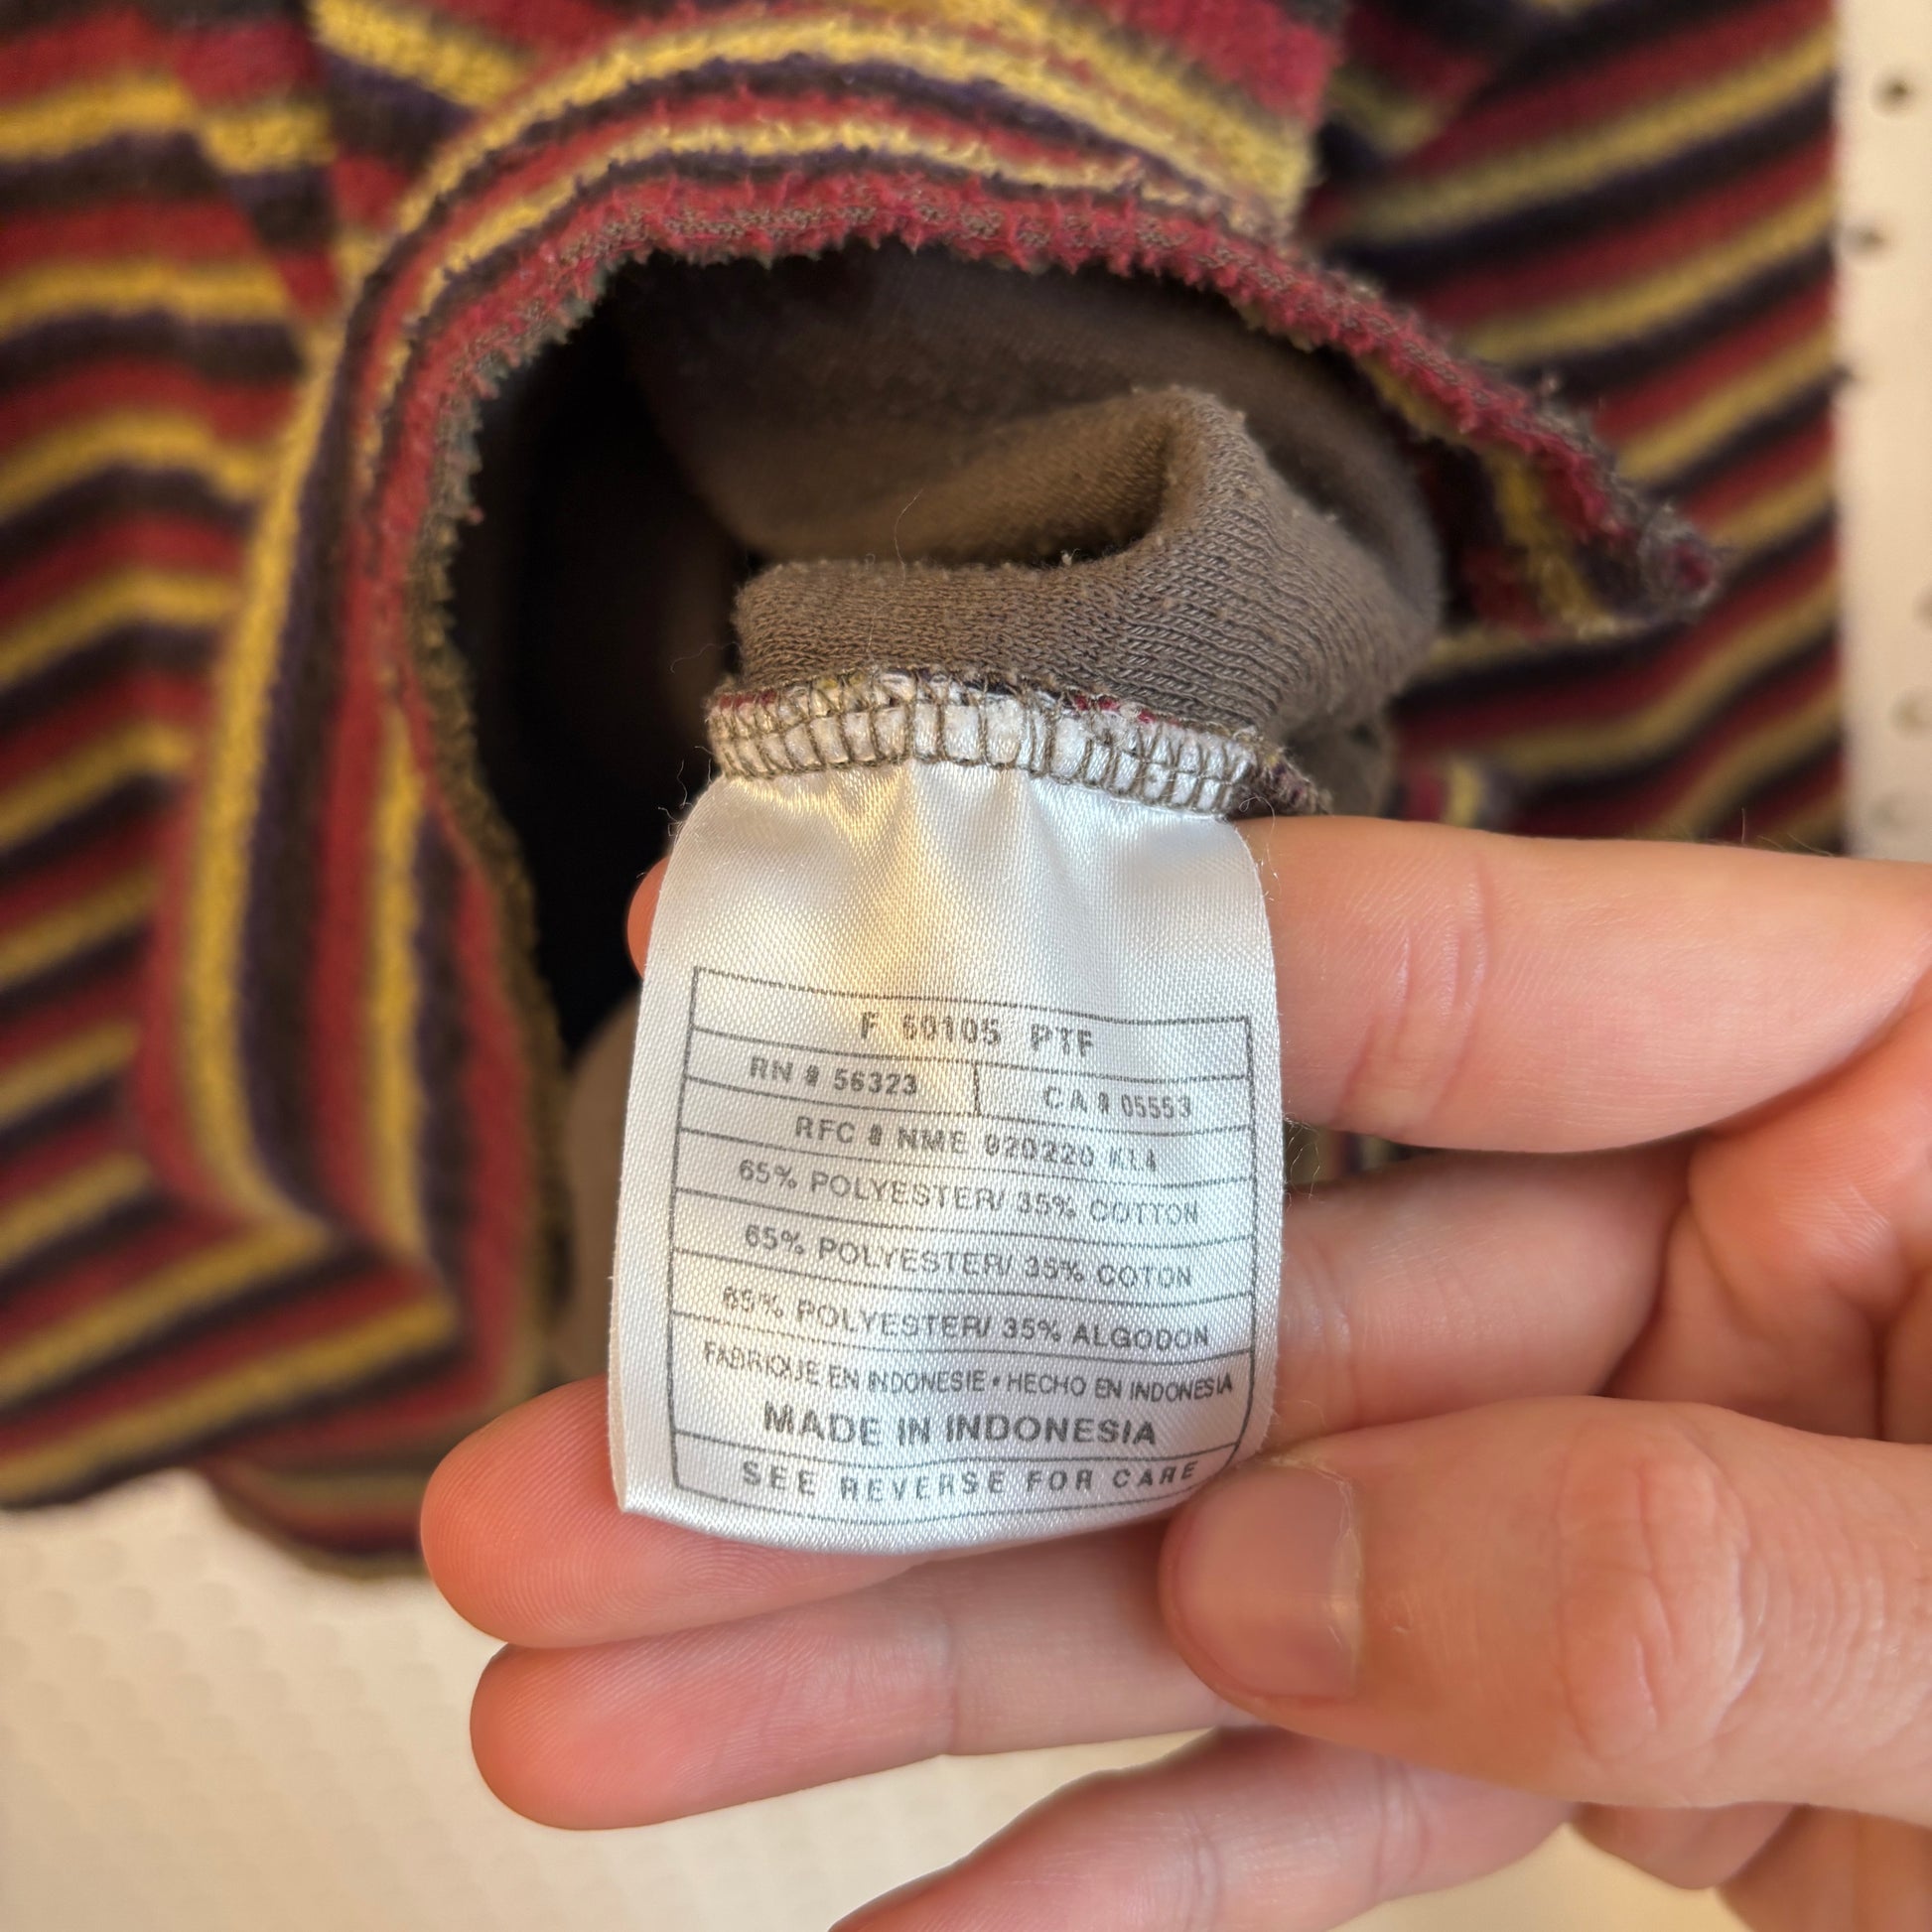 F 60105 PTF
RN # 56323 CA # 05553
RFC # NME 920220 KL4
65% POLYESTER/ 35% COTTON
65% POLYESTER/ 35% COTON
65% POLYESTER/ 35% ALGODON
FABRIQUE EN INDONESIE • HECHO EN INDONESIA
MADE IN INDONESIA
SEE REVERSE FOR CARE